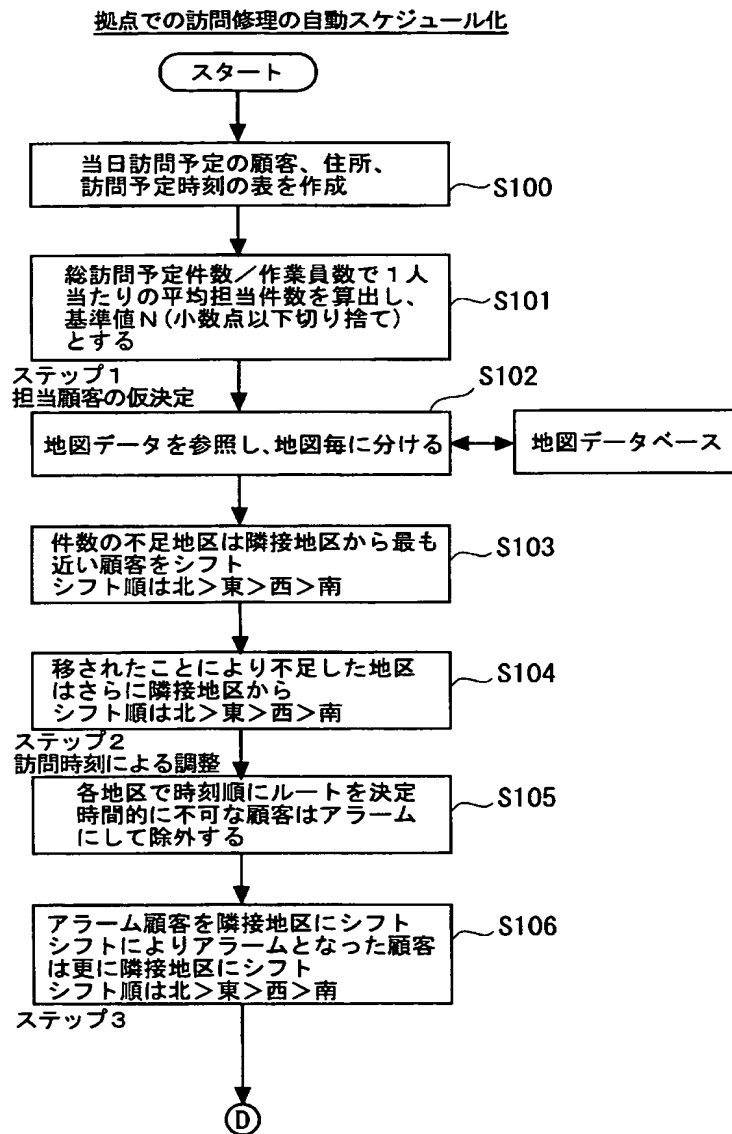 拠点での訪問修理の自動スケジュール化
スタート
当日訪問予定の顧客、住所、
訪問予定時刻の表を作成
S100
総訪問予定件数/作業員数で1人
当たりの平均担当件数を算出し、
基準値N(小数点以下切り捨て)
とする
S101
ステップ1
担当顧客の仮決定
S102
地図データを参照し、地図毎に分ける
地図データベース
件数の不足地区は隣接地区から最も
近い顧客をシフト
シフト順は北>東>西>南
S103
移されたことにより不足した地区
はさらに隣接地区から
シフト順は北>東>西>南
S104
ステップ2
訪問時刻による調整
各地区で時刻順にルートを決定
時間的に不可な顧客はアラーム
にして除外する
S105
アラーム顧客を隣接地区にシフト
シフトによりアラームとなった顧客
は更に隣接地区にシフト
シフト順は北>東>西>南
S106
ステップ3
D